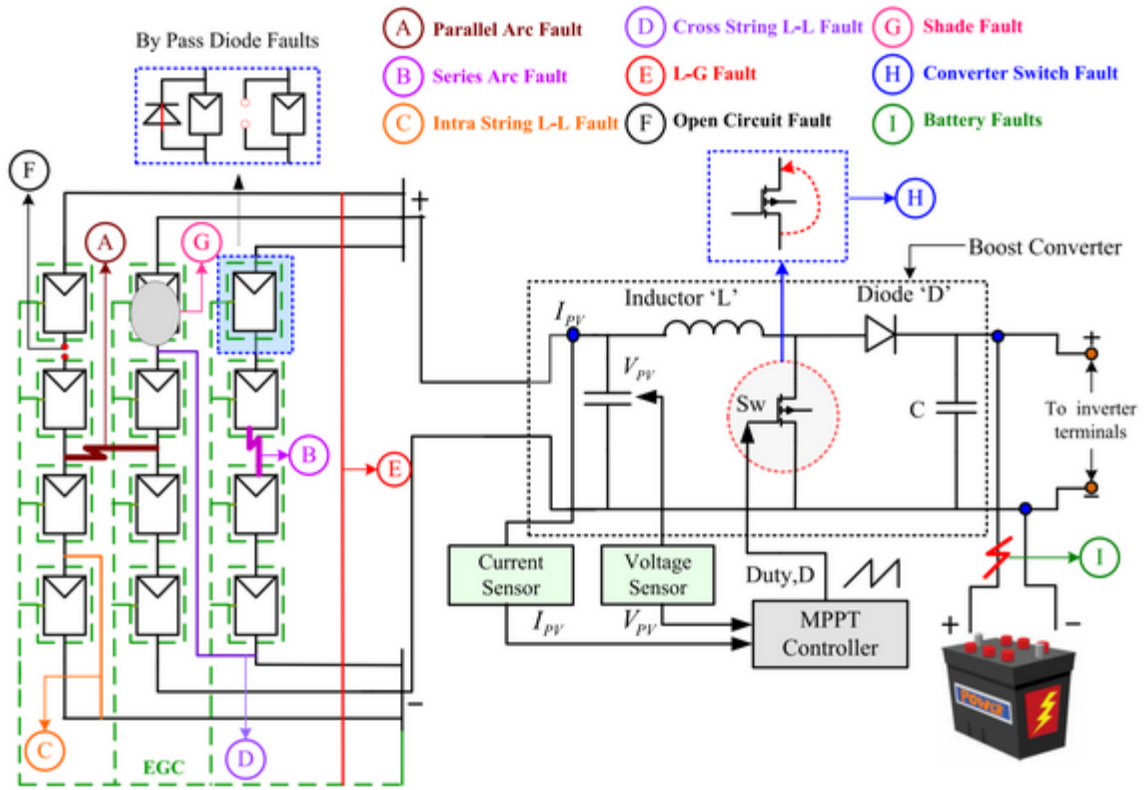 A Parallel Arc Fault
D Cross String L-L Fault
G Shade Fault
By Pass Diode Faults
B Series Arc Fault
E L-G Fault
H Converter Switch Fault
C Intra String L-L Fault
F Open Circuit Fault
I Battery Faults
F
+
H
A
G
Boost Converter
Inductor ‘L’
Diode ‘D’
I_PV
V_PV
+
Sw
C
To inverter
terminals
B
E
−
Current
Sensor
Voltage
Sensor
Duty,D
I
I_PV
V_PV
MPPT
Controller
+
−
POWER
−
C
D
EGC